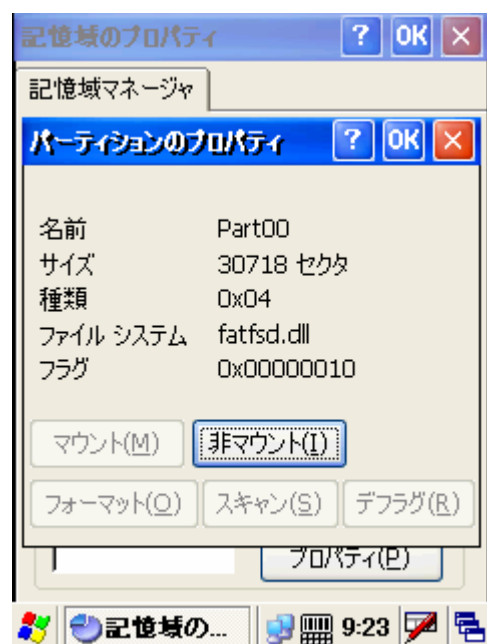 記憶域のプロパティ ? OK ×
記憶域マネージャ
パーティションのプロパティ ? OK ×
名前 Part00
サイズ 30718 セクタ
種類 0x04
ファイル システム fatfsd.dll
フラグ 0x00000010
マウント(M) 非マウント(I)
フォーマット(O) スキャン(S) デフラグ(R)
プロパティ(P)
記憶域の... 9:23